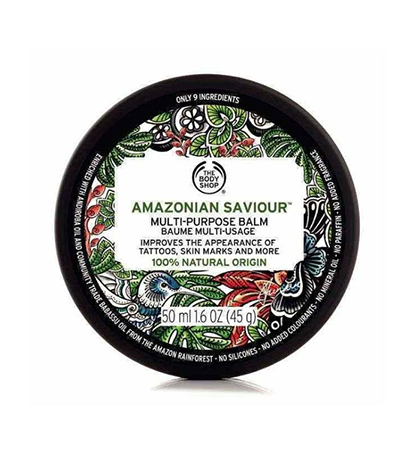 ONLY 9 INGREDIENTS
THE
BODY
SHOP®
AMAZONIAN SAVIOUR™
MULTI-PURPOSE BALM
BAUME MULTI-USAGE
IMPROVES THE APPEARANCE OF
TATTOOS, SKIN MARKS AND MORE
100% NATURAL ORIGIN
50 ml 1.6 OZ (45 g)
ENRICHED WITH ANDIROBA OIL AND COMMUNITY TRADE BABASSU OIL FROM THE AMAZON RAINFOREST - NO SILICONES - NO ADDED COLOURANTS - NO MINERAL OIL - NO PARAFFIN - NO ADDED FRAGRANCE